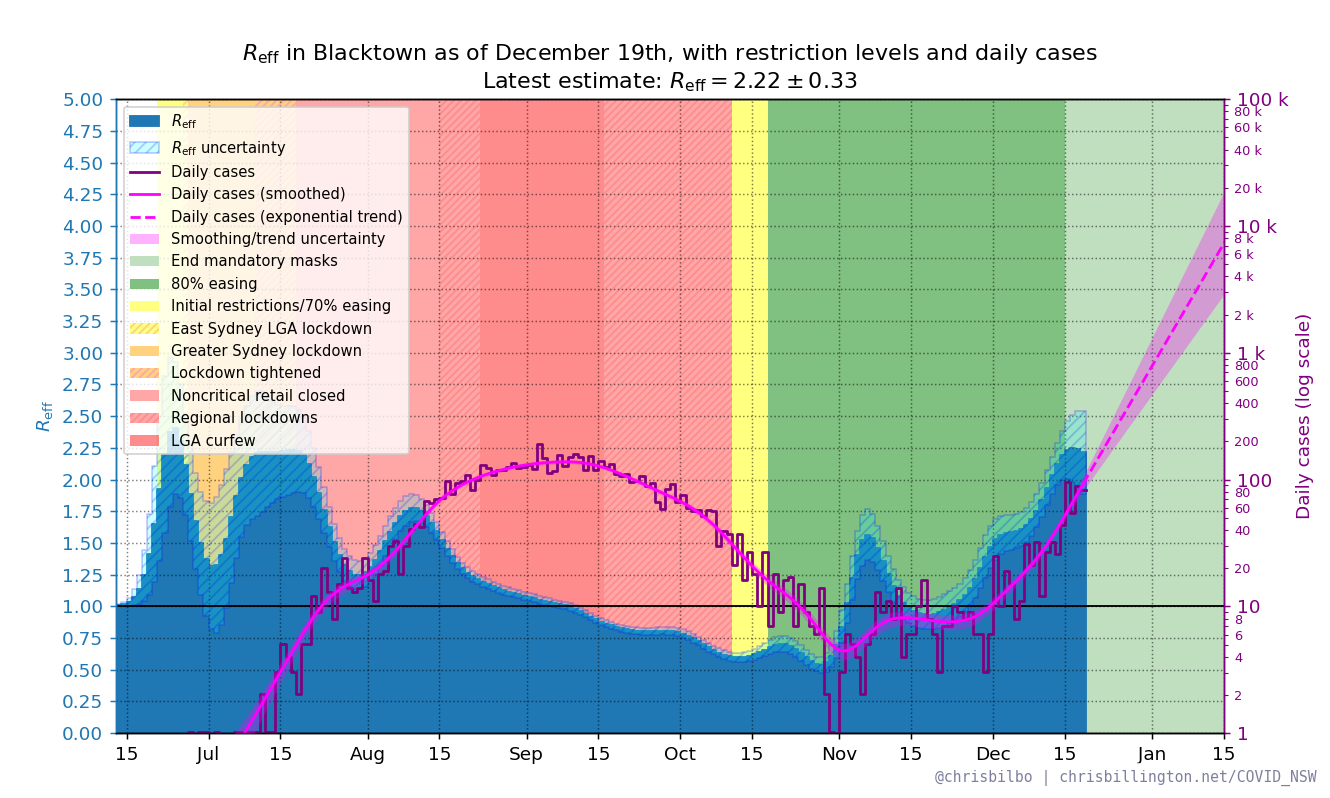 R_eff in Blacktown as of December 19th, with restriction levels and daily cases
Latest estimate: R_eff = 2.22 ± 0.33
R_eff
R_eff uncertainty
Daily cases
Daily cases (smoothed)
Daily cases (exponential trend)
Smoothing/trend uncertainty
End mandatory masks
80% easing
Initial restrictions/70% easing
East Sydney LGA lockdown
Greater Sydney lockdown
Lockdown tightened
Noncritical retail closed
Regional lockdowns
LGA curfew
R_eff
5.00
4.75
4.50
4.25
4.00
3.75
3.50
3.25
3.00
2.75
2.50
2.25
2.00
1.75
1.50
1.25
1.00
0.75
0.50
0.25
0.00
15 Jul 15 Aug 15 Sep 15 Oct 15 Nov 15 Dec 15 Jan 15
100 k
80 k
60 k
40 k
20 k
10 k
8 k
6 k
4 k
2 k
1 k
800
600
400
200
100
80
60
40
20
10
8
6
4
2
1
Daily cases (log scale)
@chrisbilbo | chrisbillington.net/COVID_NSW